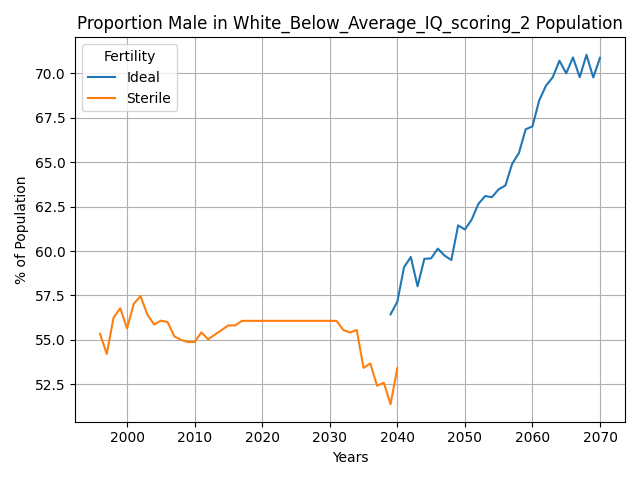 Proportion Male in White_Below_Average_IQ_scoring_2 Population
Fertility
Ideal
Sterile
% of Population
70.0
67.5
65.0
62.5
60.0
57.5
55.0
52.5
2000
2010
2020
2030
2040
2050
2060
2070
Years